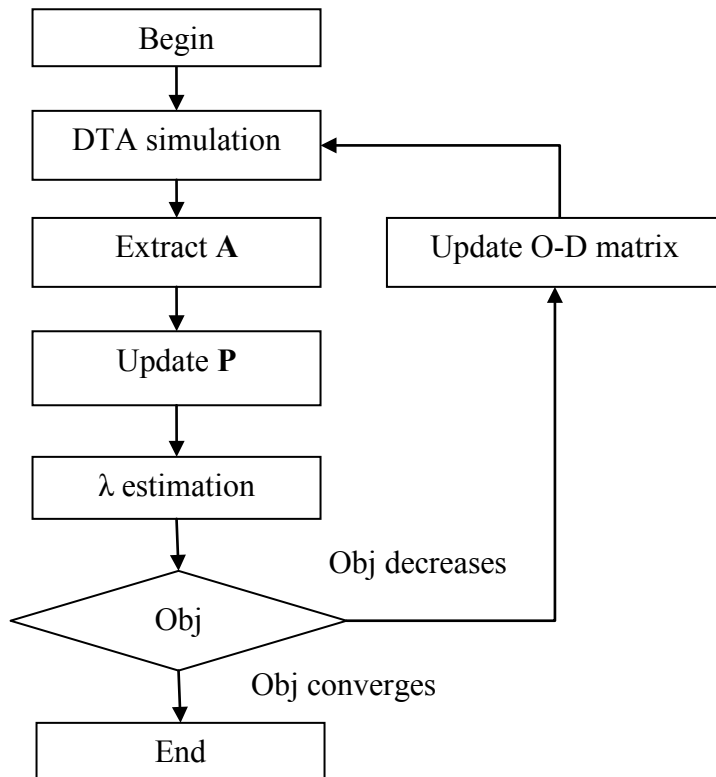 Begin
DTA simulation
Extract A
Update O-D matrix
Update P
λ estimation
Obj decreases
Obj
Obj converges
End